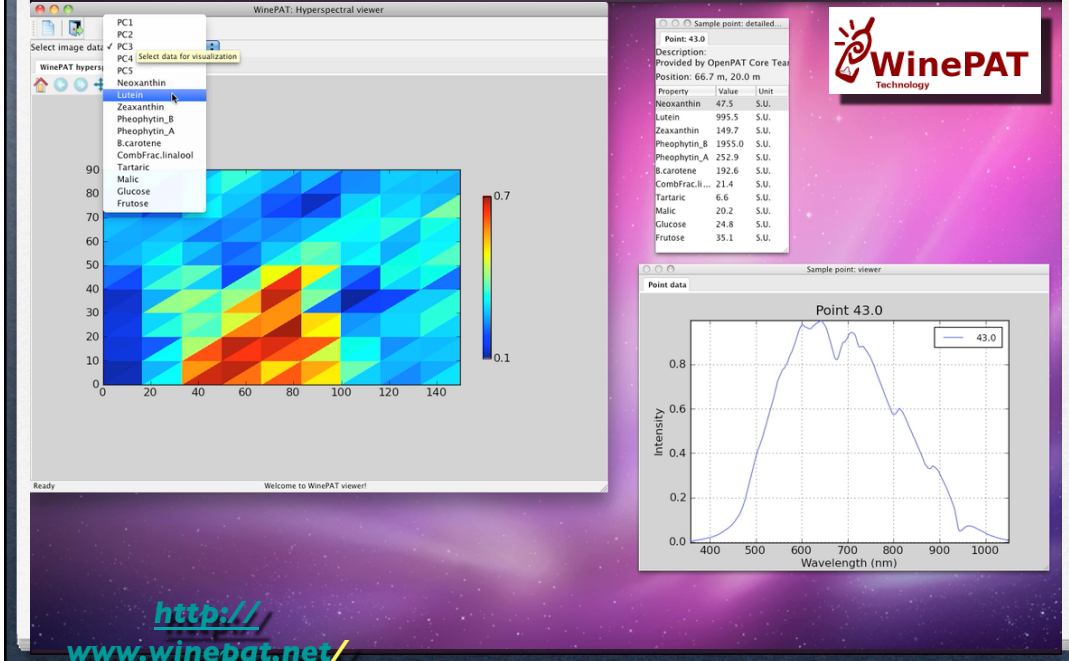 WinePAT: Hyperspectral viewer
Select image data
PC1
PC2
✓ PC3
PC4
PC5
Neoxanthin
Lutein
Zeaxanthin
Pheophytin_B
Pheophytin_A
B.carotene
CombFrac.linalool
Tartaric
Malic
Glucose
Frutose
Select data for visualization
WinePAT hypersp
90
80
70
60
50
40
30
20
10
0
0 20 40 60 80 100 120 140
0.7
0.1
Ready Welcome to WinePAT viewer!
Sample point: detailed...
Point: 43.0
Description:
Provided by OpenPAT Core Tear
Position: 66.7 m, 20.0 m
Property Value Unit
Neoxanthin 47.5 S.U.
Lutein 995.5 S.U.
Zeaxanthin 149.7 S.U.
Pheophytin_B 1955.0 S.U.
Pheophytin_A 252.9 S.U.
B.carotene 192.6 S.U.
CombFrac.li... 21.4 S.U.
Tartaric 6.6 S.U.
Malic 20.2 S.U.
Glucose 24.8 S.U.
Frutose 35.1 S.U.
WinePAT
Technology
Sample point: viewer
Point data
Point 43.0
43.0
Intensity
0.8
0.6
0.4
0.2
0.0
400 500 600 700 800 900 1000
Wavelength (nm)
http://
www.winepat.net/